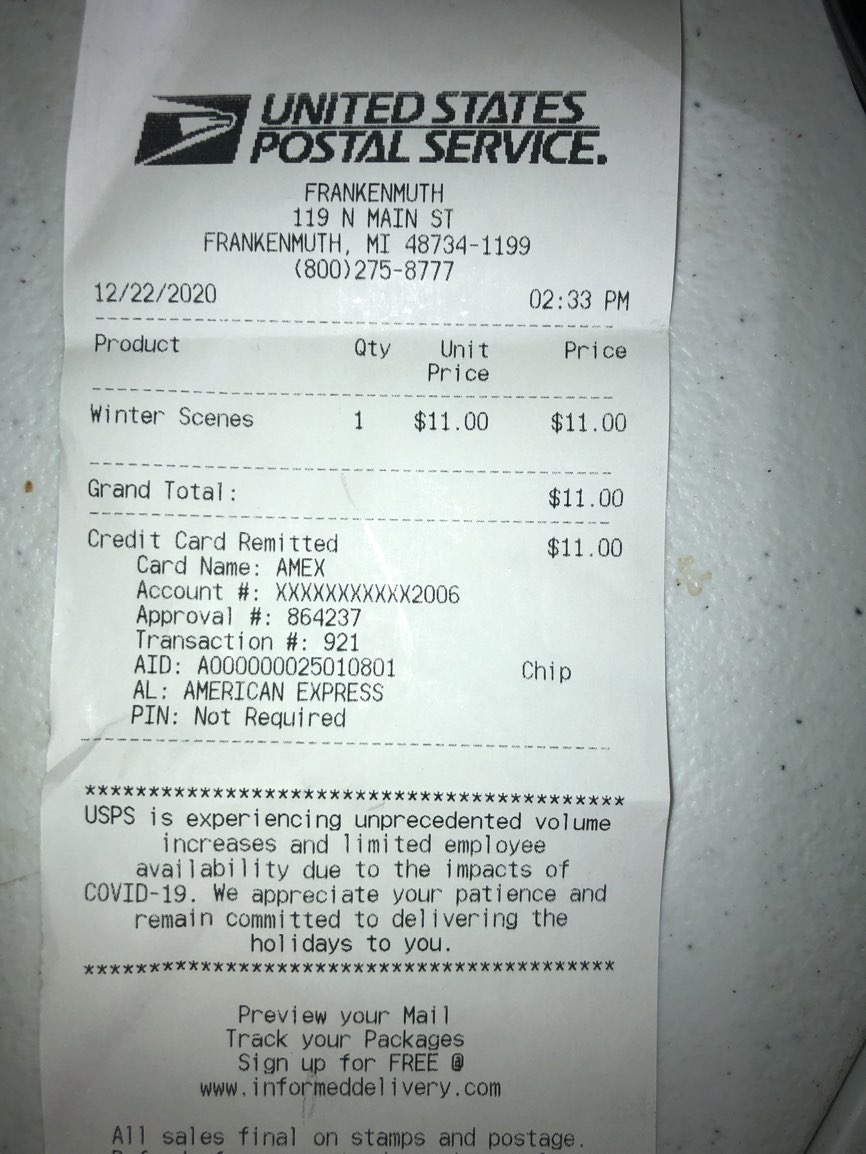 UNITED STATES
POSTAL SERVICE.
FRANKENMUTH
119 N MAIN ST
FRANKENMUTH, MI 48734-1199
(800)275-8777
12/22/2020 02:33 PM
Product Qty Unit Price
Price
Winter Scenes 1 $11.00 $11.00
Grand Total: $11.00
Credit Card Remitted $11.00
Card Name: AMEX
Account #: XXXXXXXXXXX2006
Approval #: 864237
Transaction #: 921
AID: A000000025010801 Chip
AL: AMERICAN EXPRESS
PIN: Not Required
******************************************
USPS is experiencing unprecedented volume
increases and limited employee
availability due to the impacts of
COVID-19. We appreciate your patience and
remain committed to delivering the
holidays to you.
******************************************
Preview your Mail
Track your Packages
Sign up for FREE @
www.informeddelivery.com
All sales final on stamps and postage.